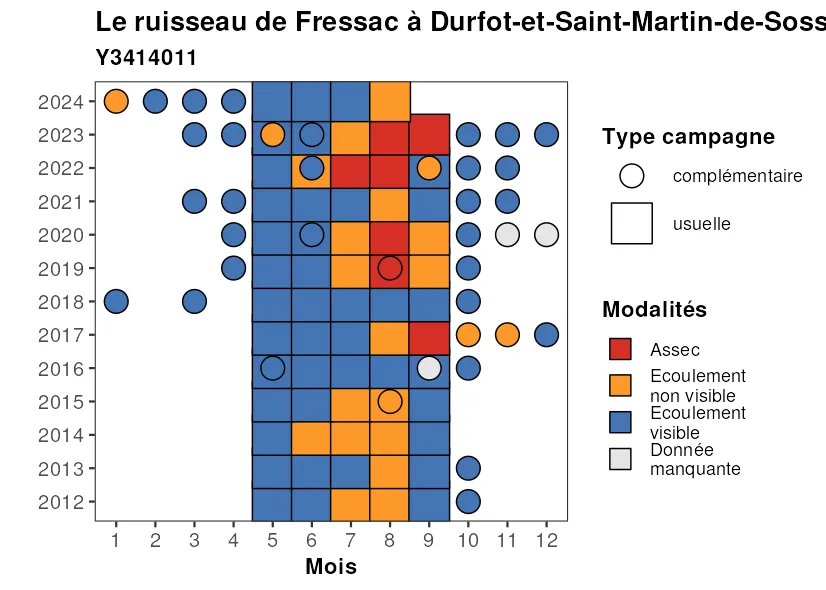 Le ruisseau de Fressac à Durfot-et-Saint-Martin-de-Soss
Y3414011
2024
2023
2022
2021
2020
2019
2018
2017
2016
2015
2014
2013
2012
1 2 3 4 5 6 7 8 9 10 11 12
Mois
Type campagne
complémentaire
usuelle
Modalités
Assec
Ecoulement
non visible
Ecoulement
visible
Donnée
manquante